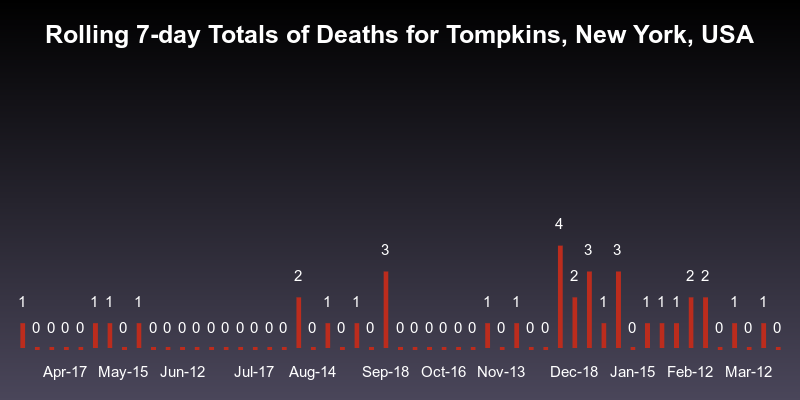 Rolling 7-day Totals of Deaths for Tompkins, New York, USA
4
3 3 3
2 2 2 2
1 1 1 1 1 1 1 1 1 1 1 1 1 1
0 0 0 0 0 0 0 0 0 0 0 0 0 0 0 0 0 0 0 0 0 0 0 0 0 0 0 0 0 0 0
Apr-17 May-15 Jun-12 Jul-17 Aug-14 Sep-18 Oct-16 Nov-13 Dec-18 Jan-15 Feb-12 Mar-12